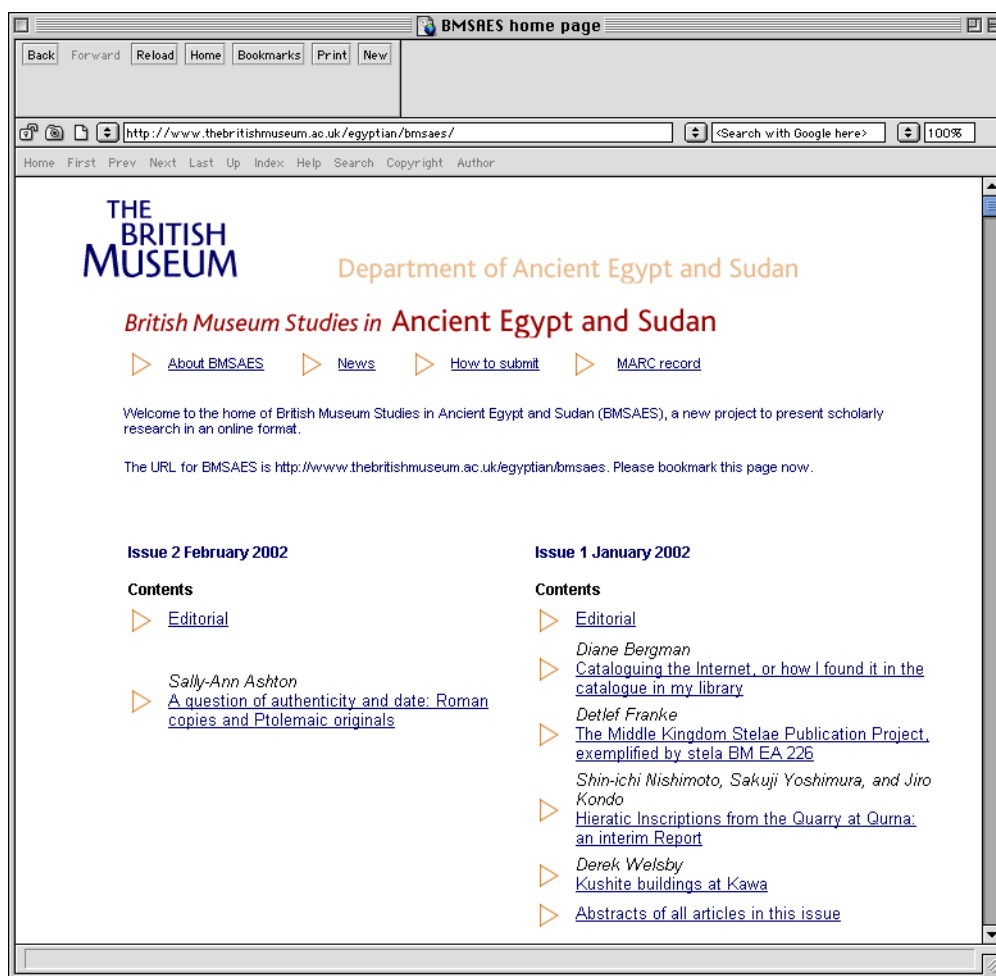 BMSAES home page
Back Forward Reload Home Bookmarks Print New
http://www.thebritishmuseum.ac.uk/egyptian/bmsaes/ <Search with Google here> 100%
Home First Prev Next Last Up Index Help Search Copyright Author
THE
BRITISH
MUSEUM
Department of Ancient Egypt and Sudan
British Museum Studies in Ancient Egypt and Sudan
About BMSAES News How to submit MARC record
Welcome to the home of British Museum Studies in Ancient Egypt and Sudan (BMSAES), a new project to present scholarly
research in an online format.
The URL for BMSAES is http://www.thebritishmuseum.ac.uk/egyptian/bmsaes. Please bookmark this page now.
Issue 2 February 2002
Contents
Editorial
Sally-Ann Ashton
A question of authenticity and date: Roman
copies and Ptolemaic originals
Issue 1 January 2002
Contents
Editorial
Diane Bergman
Cataloguing the Internet, or how I found it in the
catalogue in my library
Detlef Franke
The Middle Kingdom Stelae Publication Project,
exemplified by stela BM EA 226
Shin-ichi Nishimoto, Sakuji Yoshimura, and Jiro
Kondo
Hieratic Inscriptions from the Quarry at Qurna:
an interim Report
Derek Welsby
Kushite buildings at Kawa
Abstracts of all articles in this issue